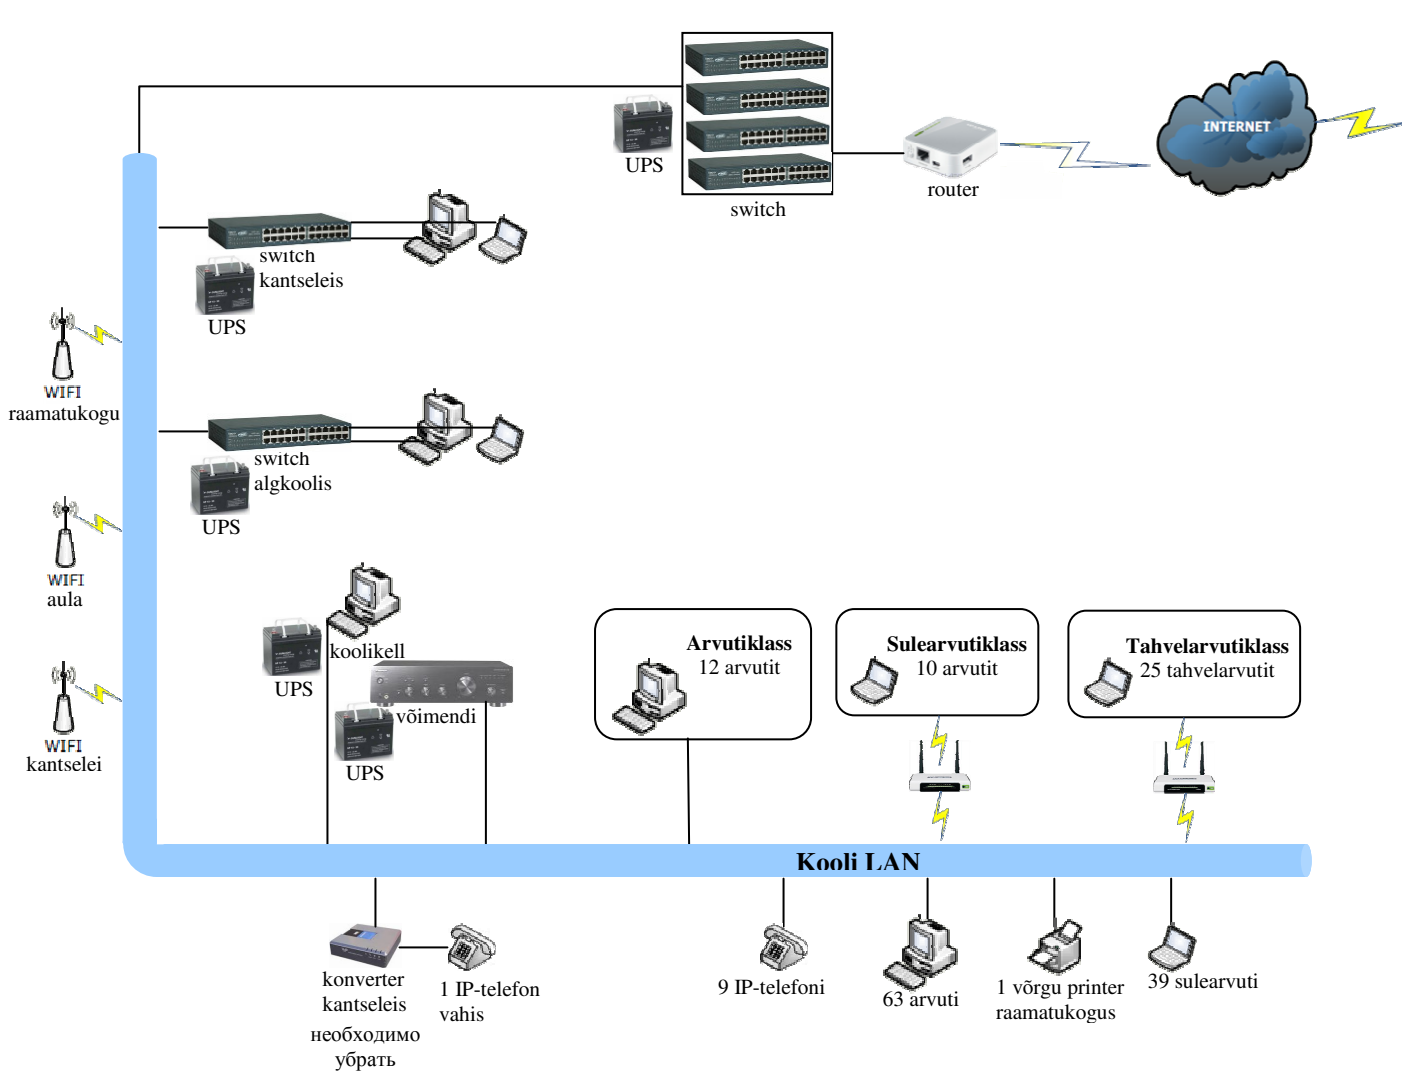 INTERNET
UPS
switch
router
switch
kantseleis
UPS
WIFI
raamatukogu
switch
algkoolis
UPS
WIFI
aula
koolikell
UPS
võimendi
UPS
WIFI
kantselei
Arvutiklass
12 arvutit
Sulearvutiklass
10 arvutit
Tahvelarvutiklass
25 tahvelarvutit
Kooli LAN
konverter
kantseleis
необходимо
убрать
1 IP-telefon
vahis
9 IP-telefoni
63 arvuti
1 võrgu printer
raamatukogus
39 sulearvuti